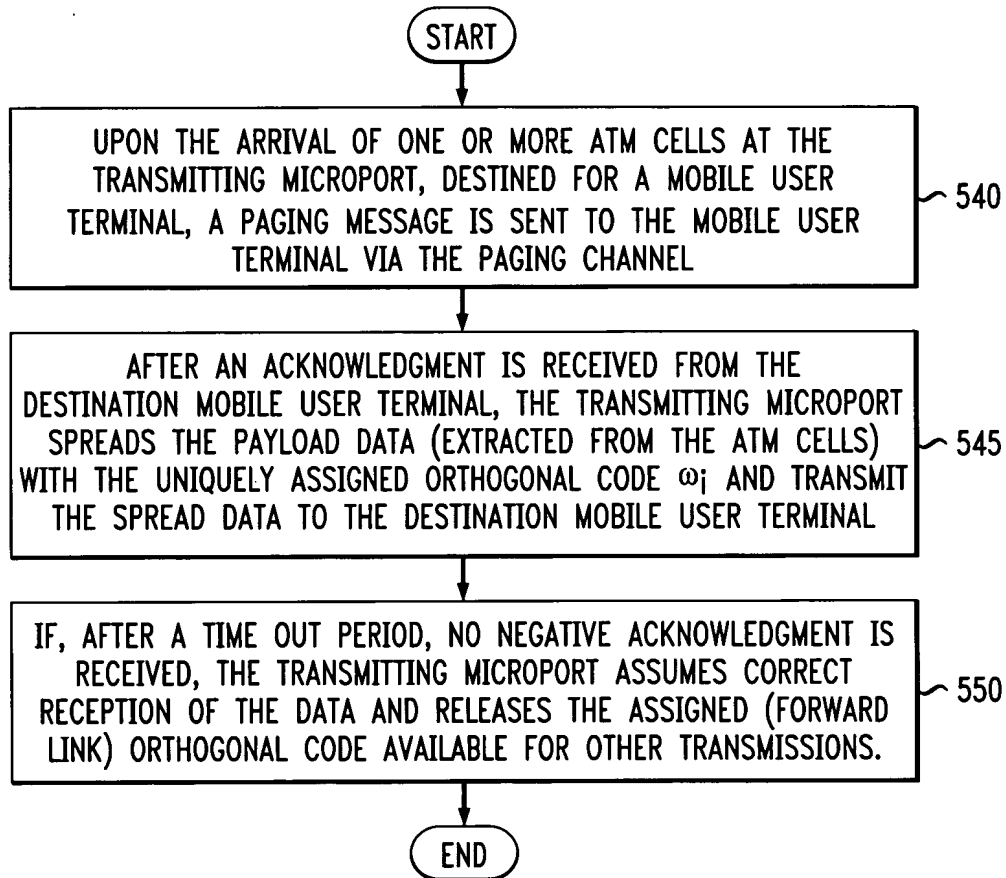 START
UPON THE ARRIVAL OF ONE OR MORE ATM CELLS AT THE
TRANSMITTING MICROPORT, DESTINED FOR A MOBILE USER
TERMINAL, A PAGING MESSAGE IS SENT TO THE MOBILE USER
TERMINAL VIA THE PAGING CHANNEL
540
AFTER AN ACKNOWLEDGMENT IS RECEIVED FROM THE
DESTINATION MOBILE USER TERMINAL, THE TRANSMITTING MICROPORT
SPREADS THE PAYLOAD DATA (EXTRACTED FROM THE ATM CELLS)
WITH THE UNIQUELY ASSIGNED ORTHOGONAL CODE ωi AND TRANSMIT
THE SPREAD DATA TO THE DESTINATION MOBILE USER TERMINAL
545
IF, AFTER A TIME OUT PERIOD, NO NEGATIVE ACKNOWLEDGMENT IS
RECEIVED, THE TRANSMITTING MICROPORT ASSUMES CORRECT
RECEPTION OF THE DATA AND RELEASES THE ASSIGNED (FORWARD
LINK) ORTHOGONAL CODE AVAILABLE FOR OTHER TRANSMISSIONS.
550
END